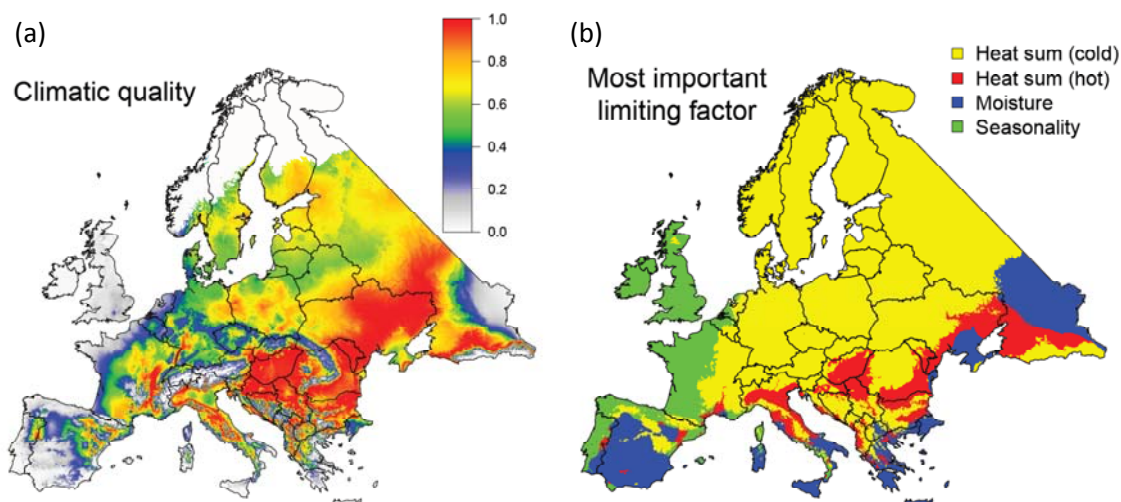 (a)
Climatic quality
1.0
0.8
0.6
0.4
0.2
0.0
(b)
Most important
limiting factor
Heat sum (cold)
Heat sum (hot)
Moisture
Seasonality